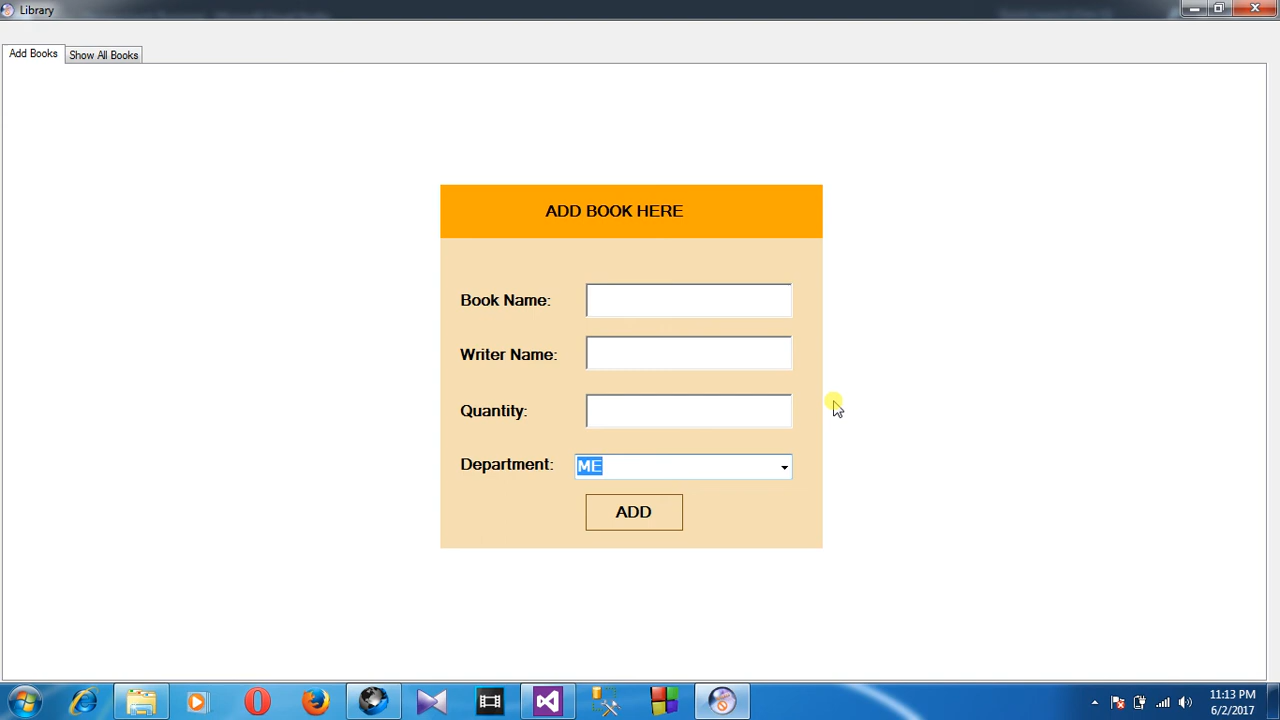 Library
Add Books
Show All Books
ADD BOOK HERE
Book Name:
Writer Name:
Quantity:
Department:
ME
ADD
11:13 PM
6/2/2017